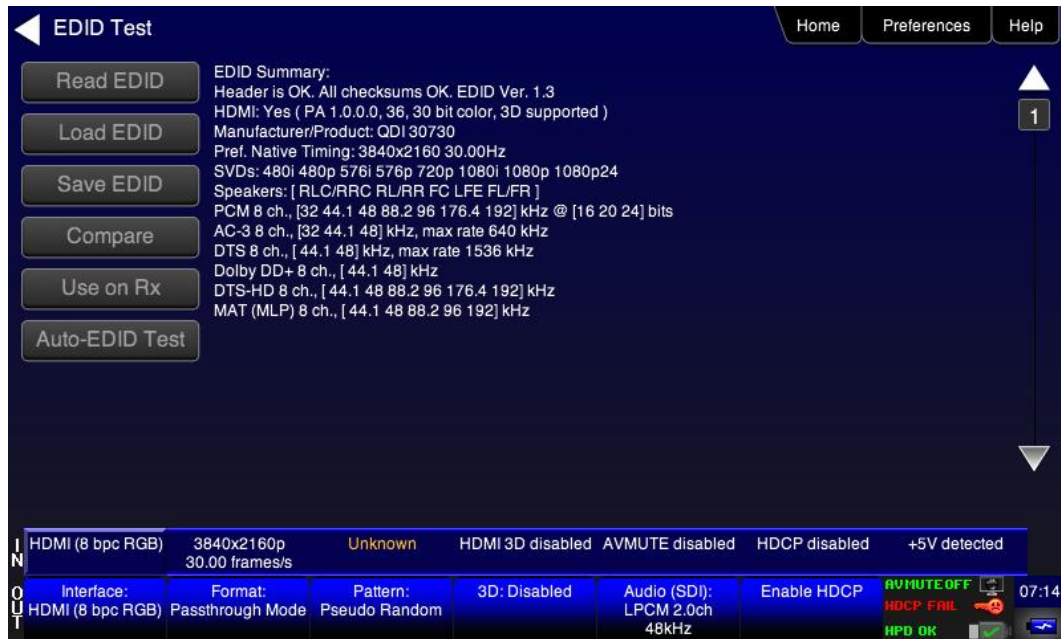 EDID Test
Home
Preferences
Help
Read EDID
Load EDID
Save EDID
Compare
Use on Rx
Auto-EDID Test
EDID Summary:
Header is OK. All checksums OK. EDID Ver. 1.3
HDMI: Yes ( PA 1.0.0.0, 36, 30 bit color, 3D supported )
Manufacturer/Product: QDI 30730
Pref. Native Timing: 3840x2160 30.00Hz
SVDs: 480i 480p 576i 576p 720p 1080i 1080p 1080p24
Speakers: [ RLC/RRC RL/RR FC LFE FL/FR ]
PCM 8 ch., [32 44.1 48 88.2 96 176.4 192] kHz @ [16 20 24] bits
AC-3 8 ch., [32 44.1 48] kHz, max rate 640 kHz
DTS 8 ch., [ 44.1 48] kHz, max rate 1536 kHz
Dolby DD+ 8 ch., [ 44.1 48] kHz
DTS-HD 8 ch., [ 44.1 48 88.2 96 176.4 192] kHz
MAT (MLP) 8 ch., [ 44.1 48 88.2 96 192] kHz
1
IN
HDMI (8 bpc RGB)
3840x2160p
30.00 frames/s
Unknown
HDMI 3D disabled
AVMUTE disabled
HDCP disabled
+5V detected
OUT
Interface:
HDMI (8 bpc RGB)
Format:
Passthrough Mode
Pattern:
Pseudo Random
3D: Disabled
Audio (SDI):
LPCM 2.0ch
48kHz
Enable HDCP
AVMUTE OFF
HDCP FAIL
HPD OK
07:14